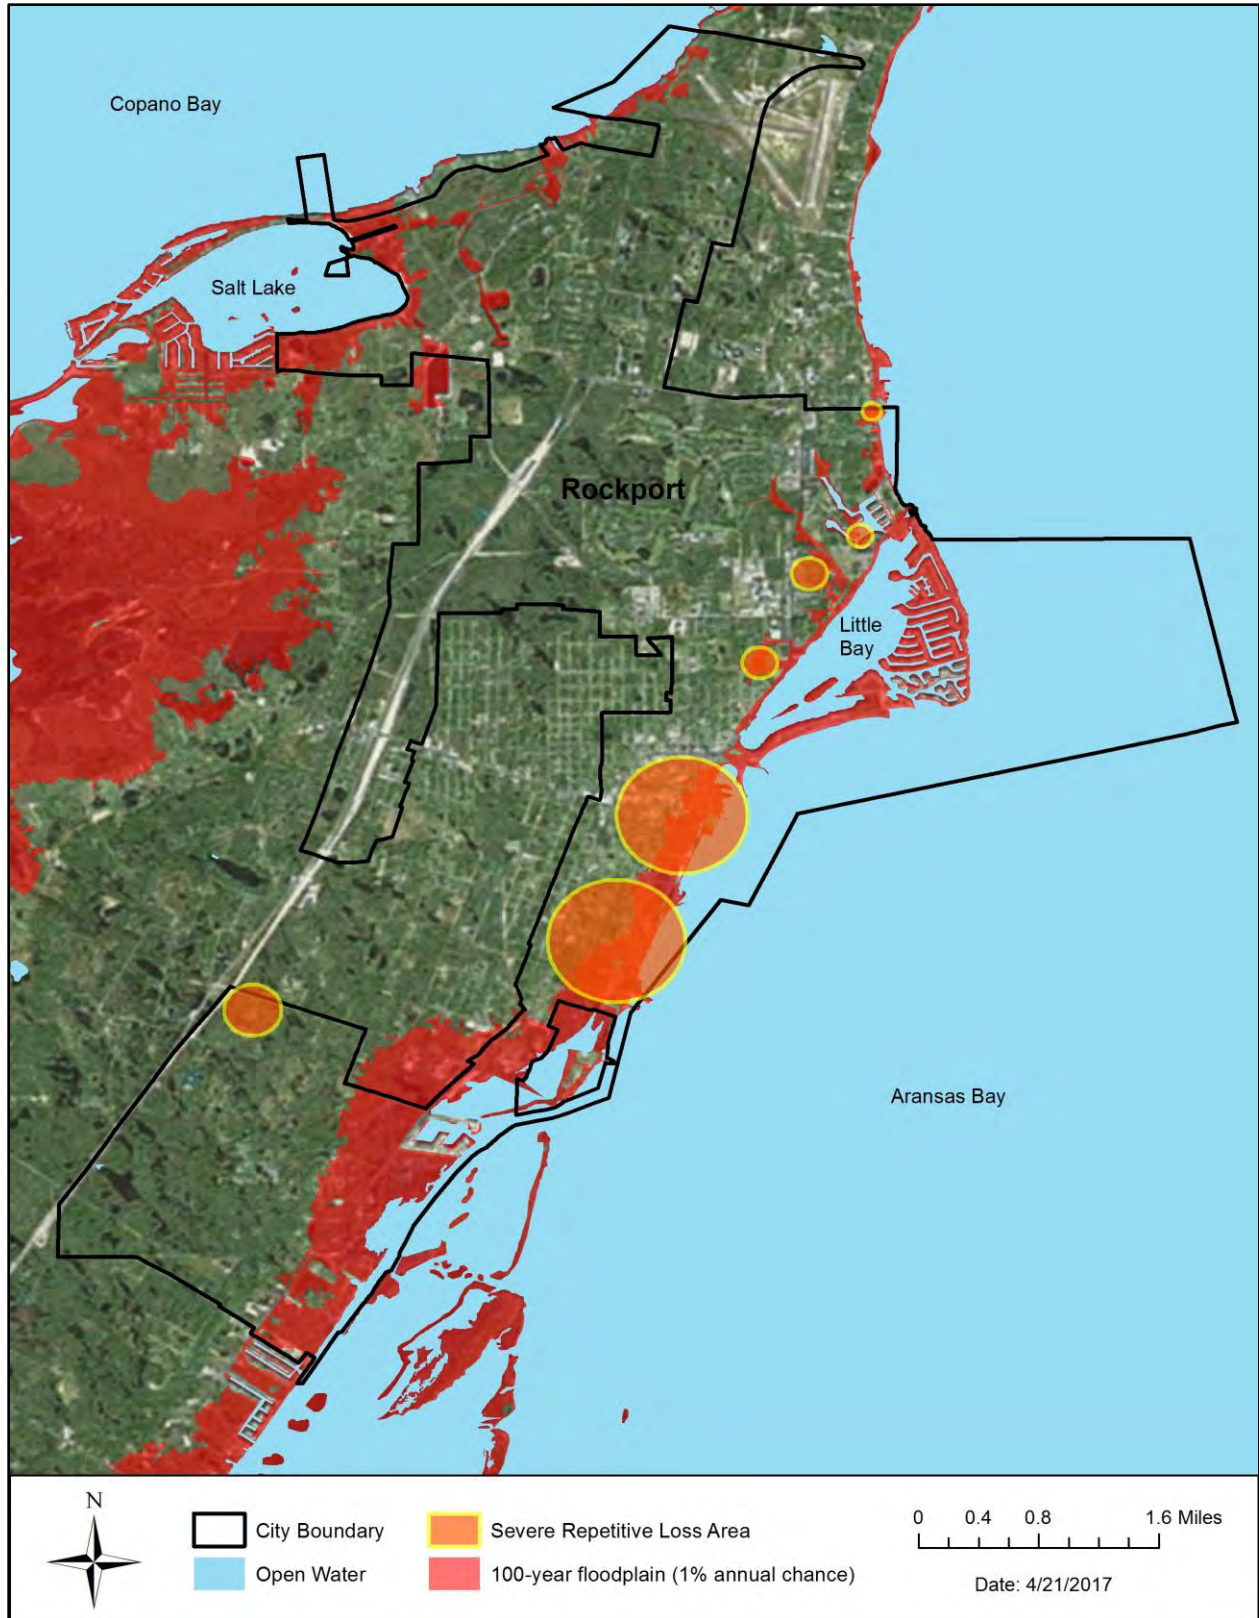 Copano Bay
Salt Lake
Rockport
Little
Bay
Aransas Bay
N
City Boundary
Open Water
Severe Repetitive Loss Area
100-year floodplain (1% annual chance)
0 0.4 0.8 1.6 Miles
Date: 4/21/2017